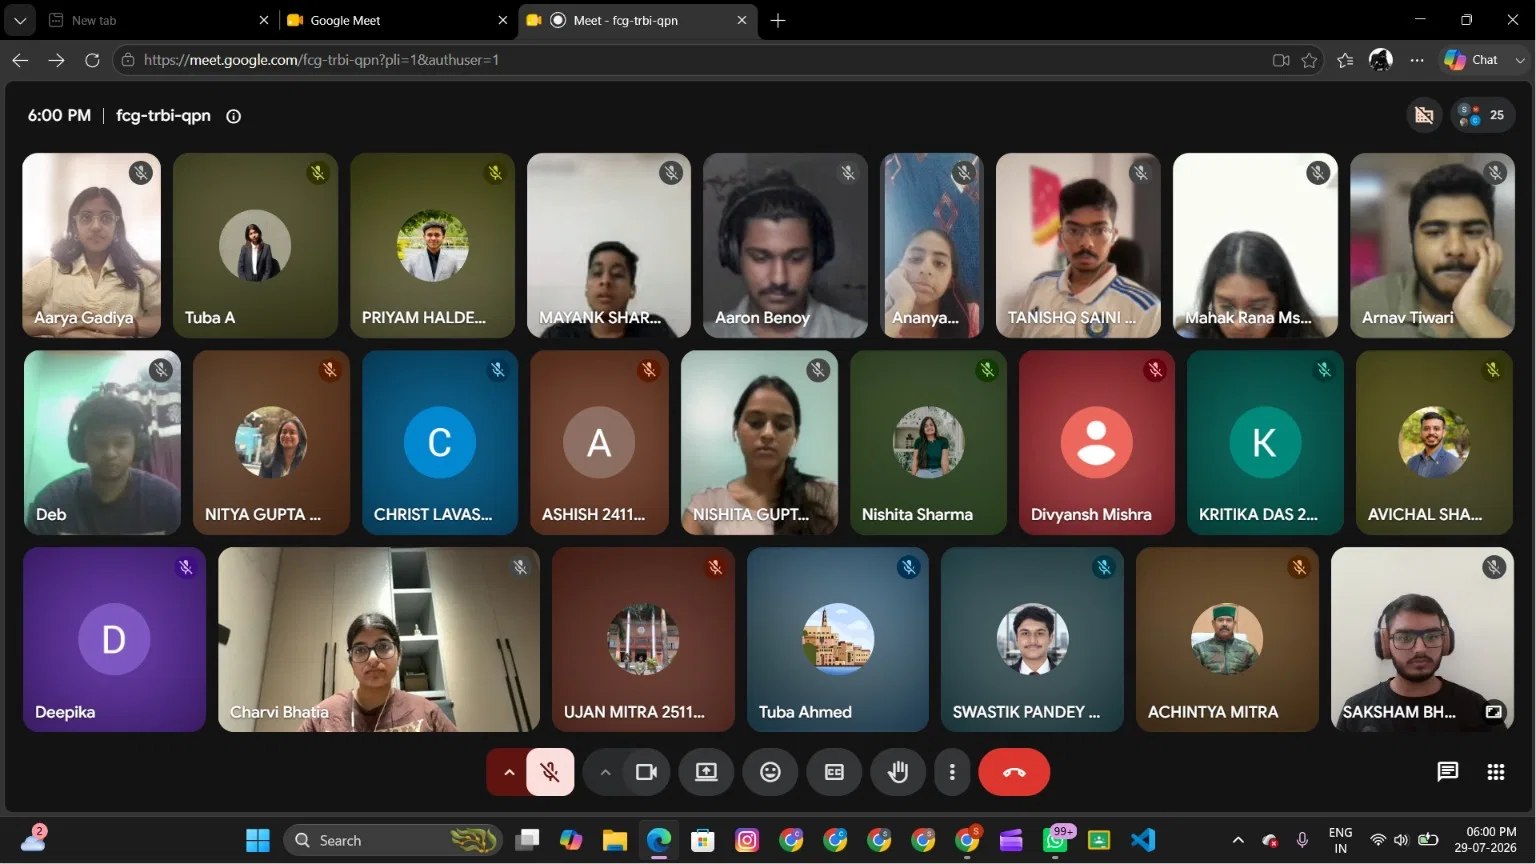 New tab
Google Meet
Meet - fcg-trbi-qpn
https://meet.google.com/fcg-trbi-qpn?pli=1&authuser=1
Chat
6:00 PM | fcg-trbi-qpn
25
Aarya Gadiya
Tuba A
PRIYAM HALDE...
MAYANK SHAR...
Aaron Benoy
Ananya...
TANISHQ SAINI ...
Mahak Rana Ms...
Arnav Tiwari
Deb
NITYA GUPTA ...
C
CHRIST LAVAS...
A
ASHISH 2411...
NISHITA GUPT...
Nishita Sharma
Divyansh Mishra
K
KRITIKA DAS 2...
AVICHAL SHA...
D
Deepika
Charvi Bhatia
UJAN MITRA 2511...
Tuba Ahmed
SWASTIK PANDEY ...
ACHINTYA MITRA
SAKSHAM BH...
2
Search
99+
ENG
IN
06:00 PM
29-07-2026